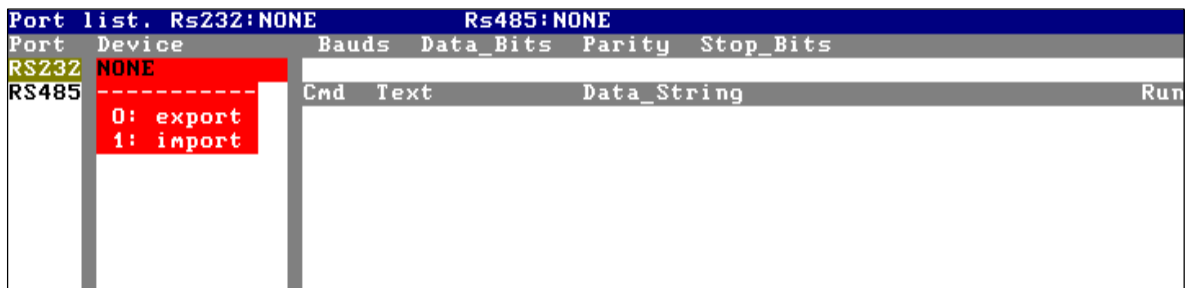 Port list. Rs232:NONE Rs485:NONE
Port Device Bauds Data_Bits Parity Stop_Bits
RS232 NONE
RS485 ----------- Cmd Text Data_String Run
0: export
1: import